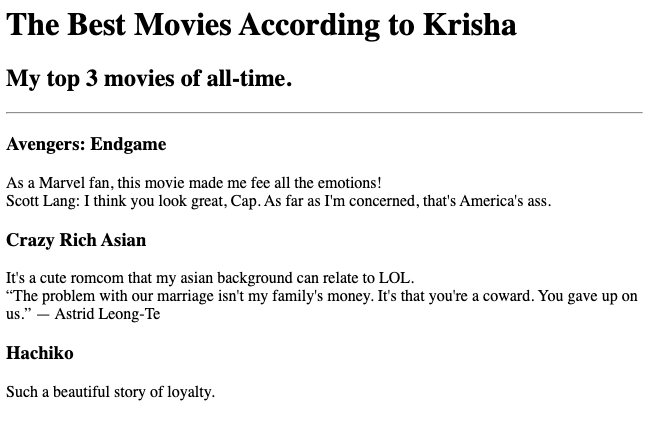 The Best Movies According to Krisha
My top 3 movies of all-time.
Avengers: Endgame
As a Marvel fan, this movie made me fee all the emotions!
Scott Lang: I think you look great, Cap. As far as I'm concerned, that's America's ass.
Crazy Rich Asian
It's a cute romcom that my asian background can relate to LOL.
“The problem with our marriage isn't my family's money. It's that you're a coward. You gave up on
us.” — Astrid Leong-Te
Hachiko
Such a beautiful story of loyalty.